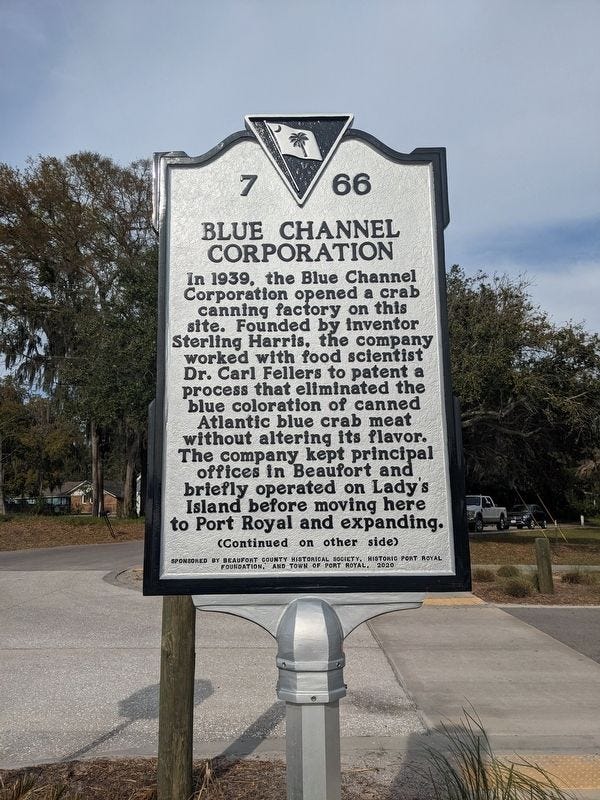 7 66
BLUE CHANNEL
CORPORATION
In 1939, the Blue Channel
Corporation opened a crab
canning factory on this
site. Founded by inventor
Sterling Harris, the company
worked with food scientist
Dr. Carl Fellers to patent a
process that eliminated the
blue coloration of canned
Atlantic blue crab meat
without altering its flavor.
The company kept principal
offices in Beaufort and
briefly operated on Lady's
Island before moving here
to Port Royal and expanding.
(Continued on other side)
SPONSORED BY BEAUFORT COUNTY HISTORICAL SOCIETY, HISTORIC PORT ROYAL
FOUNDATION, AND TOWN OF PORT ROYAL, 2020